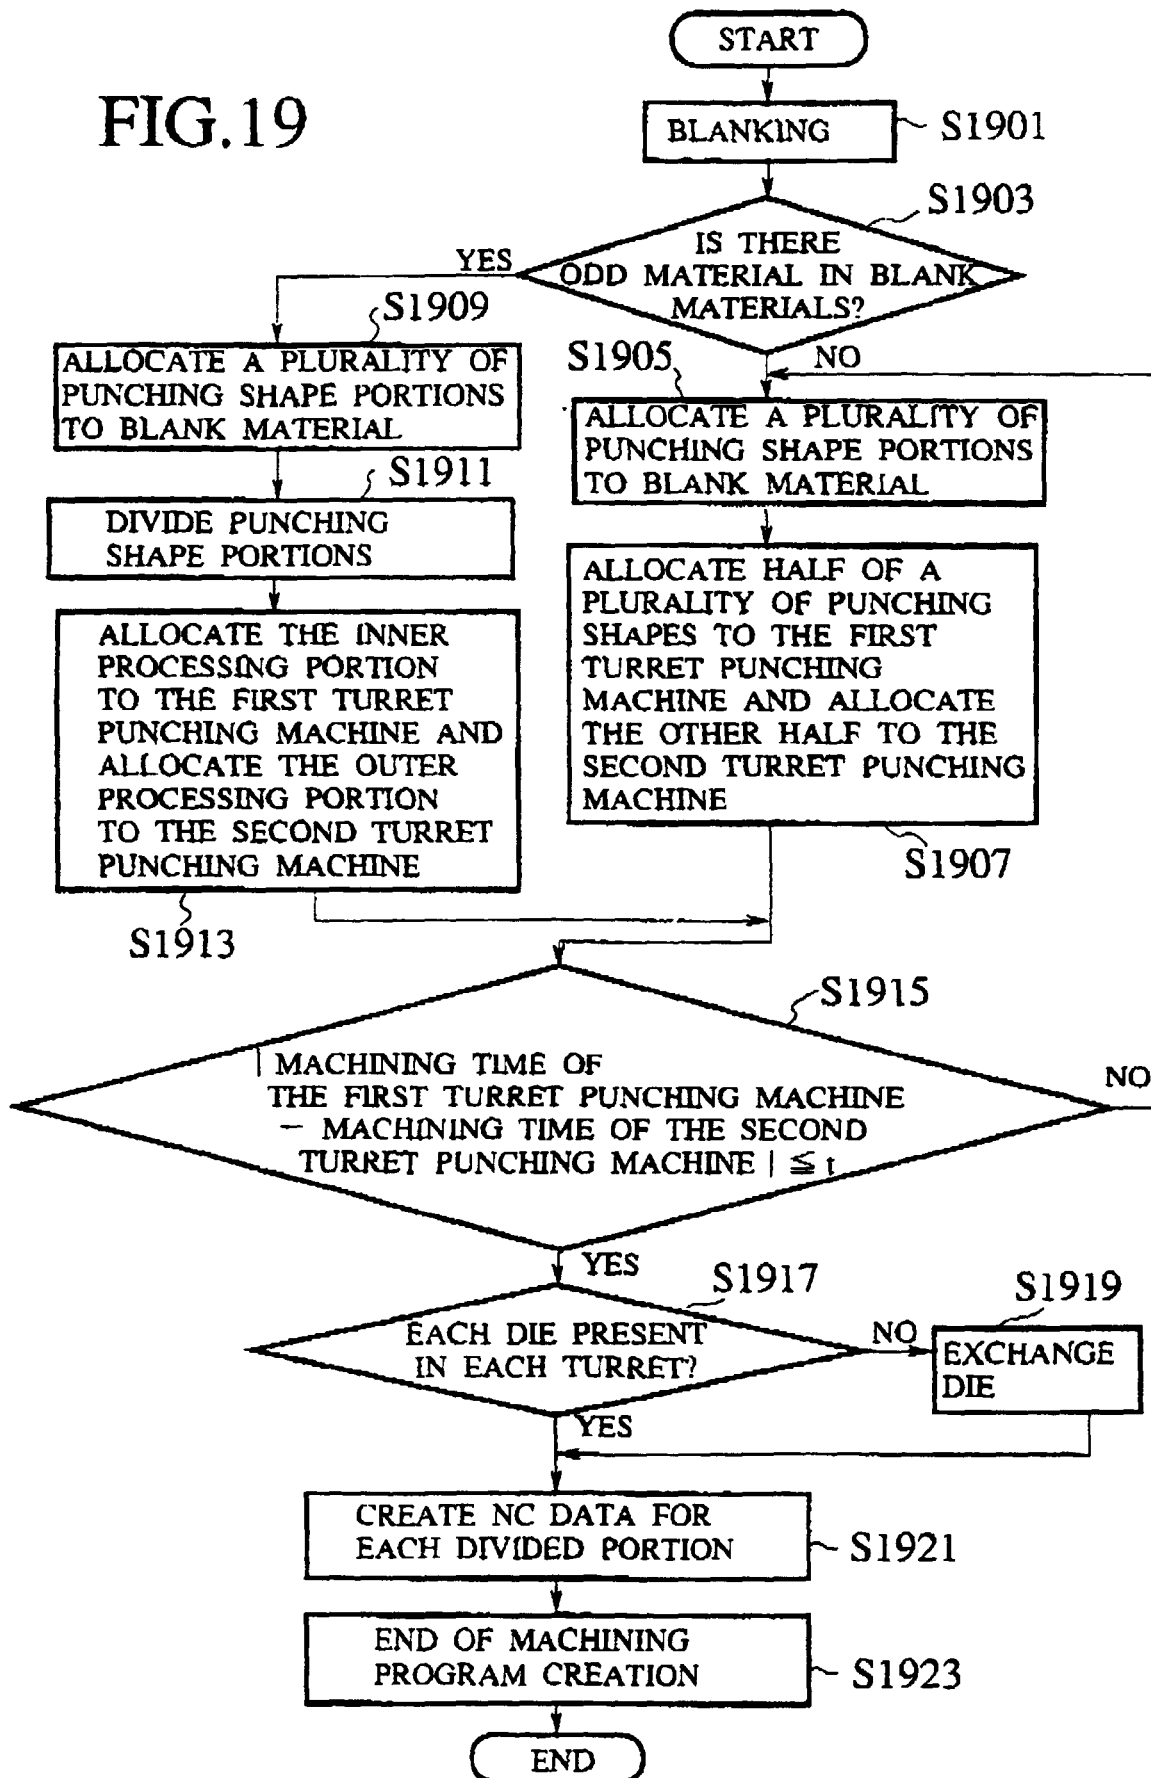 FIG.19
START
BLANKING
S1901
S1903
IS THERE
ODD MATERIAL IN BLANK
MATERIALS?
YES
NO
S1909
ALLOCATE A PLURALITY OF
PUNCHING SHAPE PORTIONS
TO BLANK MATERIAL
S1911
DIVIDE PUNCHING
SHAPE PORTIONS
ALLOCATE THE INNER
PROCESSING PORTION
TO THE FIRST TURRET
PUNCHING MACHINE AND
ALLOCATE THE OUTER
PROCESSING PORTION
TO THE SECOND TURRET
PUNCHING MACHINE
S1913
S1905
ALLOCATE A PLURALITY OF
PUNCHING SHAPE PORTIONS
TO BLANK MATERIAL
ALLOCATE HALF OF A
PLURALITY OF PUNCHING
SHAPES TO THE FIRST
TURRET PUNCHING
MACHINE AND ALLOCATE
THE OTHER HALF TO THE
SECOND TURRET PUNCHING
MACHINE
S1907
S1915
| MACHINING TIME OF
THE FIRST TURRET PUNCHING MACHINE
− MACHINING TIME OF THE SECOND
TURRET PUNCHING MACHINE | ≦ t
NO
YES
S1917
EACH DIE PRESENT
IN EACH TURRET?
NO
S1919
EXCHANGE
DIE
YES
CREATE NC DATA FOR
EACH DIVIDED PORTION
S1921
END OF MACHINING
PROGRAM CREATION
S1923
END